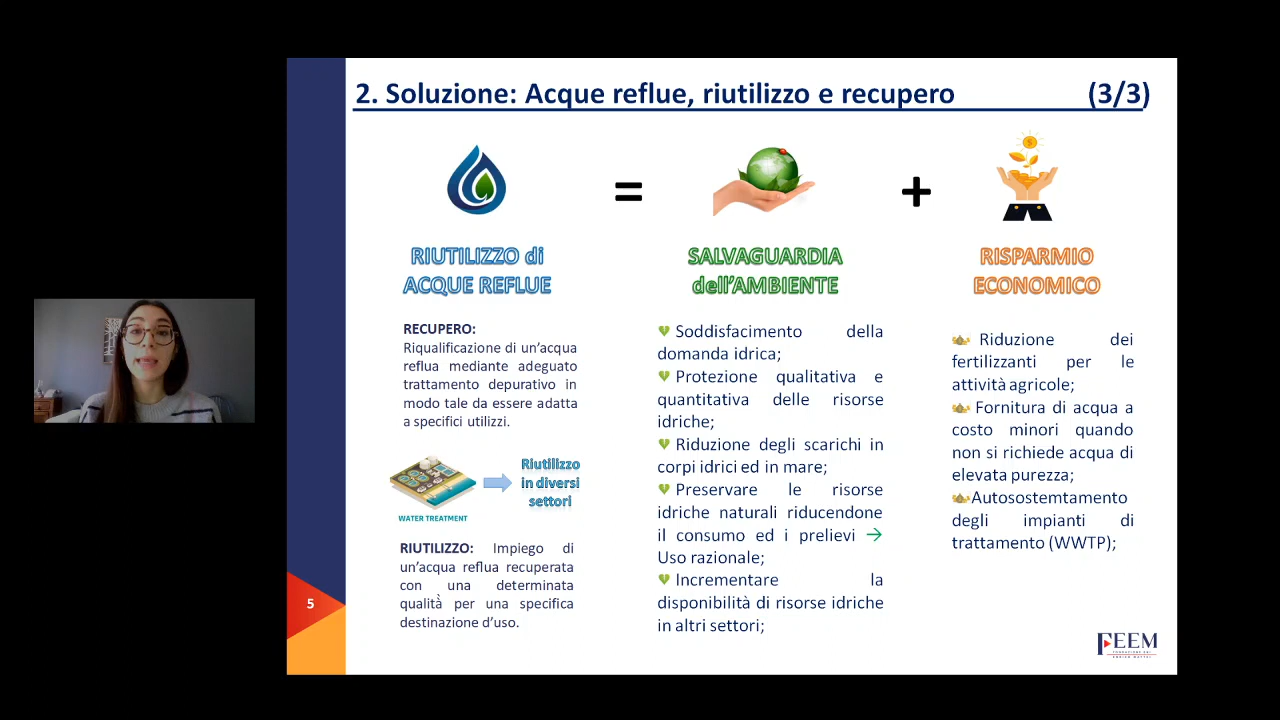 2. Soluzione: Acque reflue, riutilizzo e recupero (3/3)
=
+
RIUTILIZZO di
ACQUE REFLUE
SALVAGUARDIA
dell'AMBIENTE
RISPARMIO
ECONOMICO
RECUPERO:
Riqualificazione di un'acqua
reflua mediante adeguato
trattamento depurativo in
modo tale da essere adatta
a specifici utilizzi.
WATER TREATMENT
Riutilizzo
in diversi
settori
RIUTILIZZO: Impiego di
un'acqua reflua recuperata
con una determinata
qualità per una specifica
destinazione d'uso.
Soddisfacimento della
domanda idrica;
Protezione qualitativa e
quantitativa delle risorse
idriche;
Riduzione degli scarichi in
corpi idrici ed in mare;
Preservare le risorse
idriche naturali riducendone
il consumo ed i prelievi →
Uso razionale;
Incrementare la
disponibilità di risorse idriche
in altri settori;
Riduzione dei
fertilizzanti per le
attività agricole;
Fornitura di acqua a
costo minori quando
non si richiede acqua di
elevata purezza;
Autosostemtamento
degli impianti di
trattamento (WWTP);
5
FEEM
FONDAZIONE ENI
ENRICO MATTEI